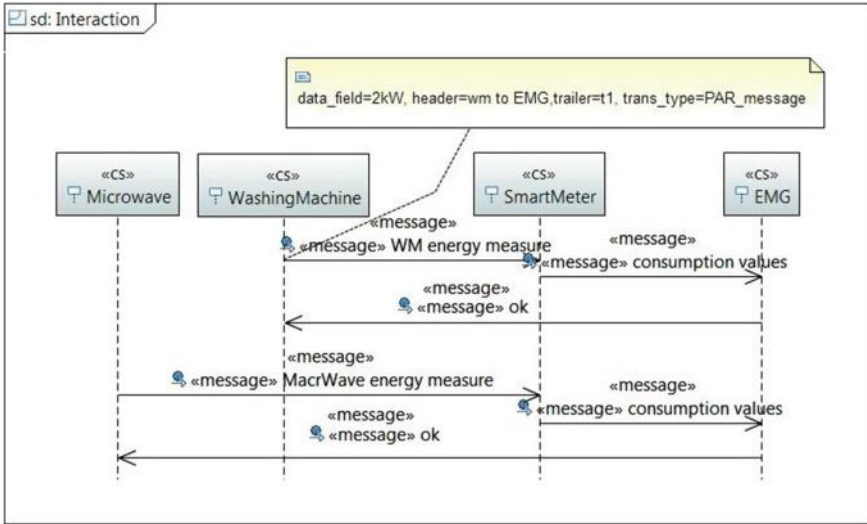 sd: Interaction
data_field=2kW, header=wm to EMG,trailer=t1, trans_type=PAR_message
«cs»
Microwave
«cs»
WashingMachine
«cs»
SmartMeter
«cs»
EMG
«message»
«message» WM energy measure
«message»
«message» consumption values
«message»
«message» ok
«message»
«message» MacrWave energy measure
«message»
«message» consumption values
«message»
«message» ok